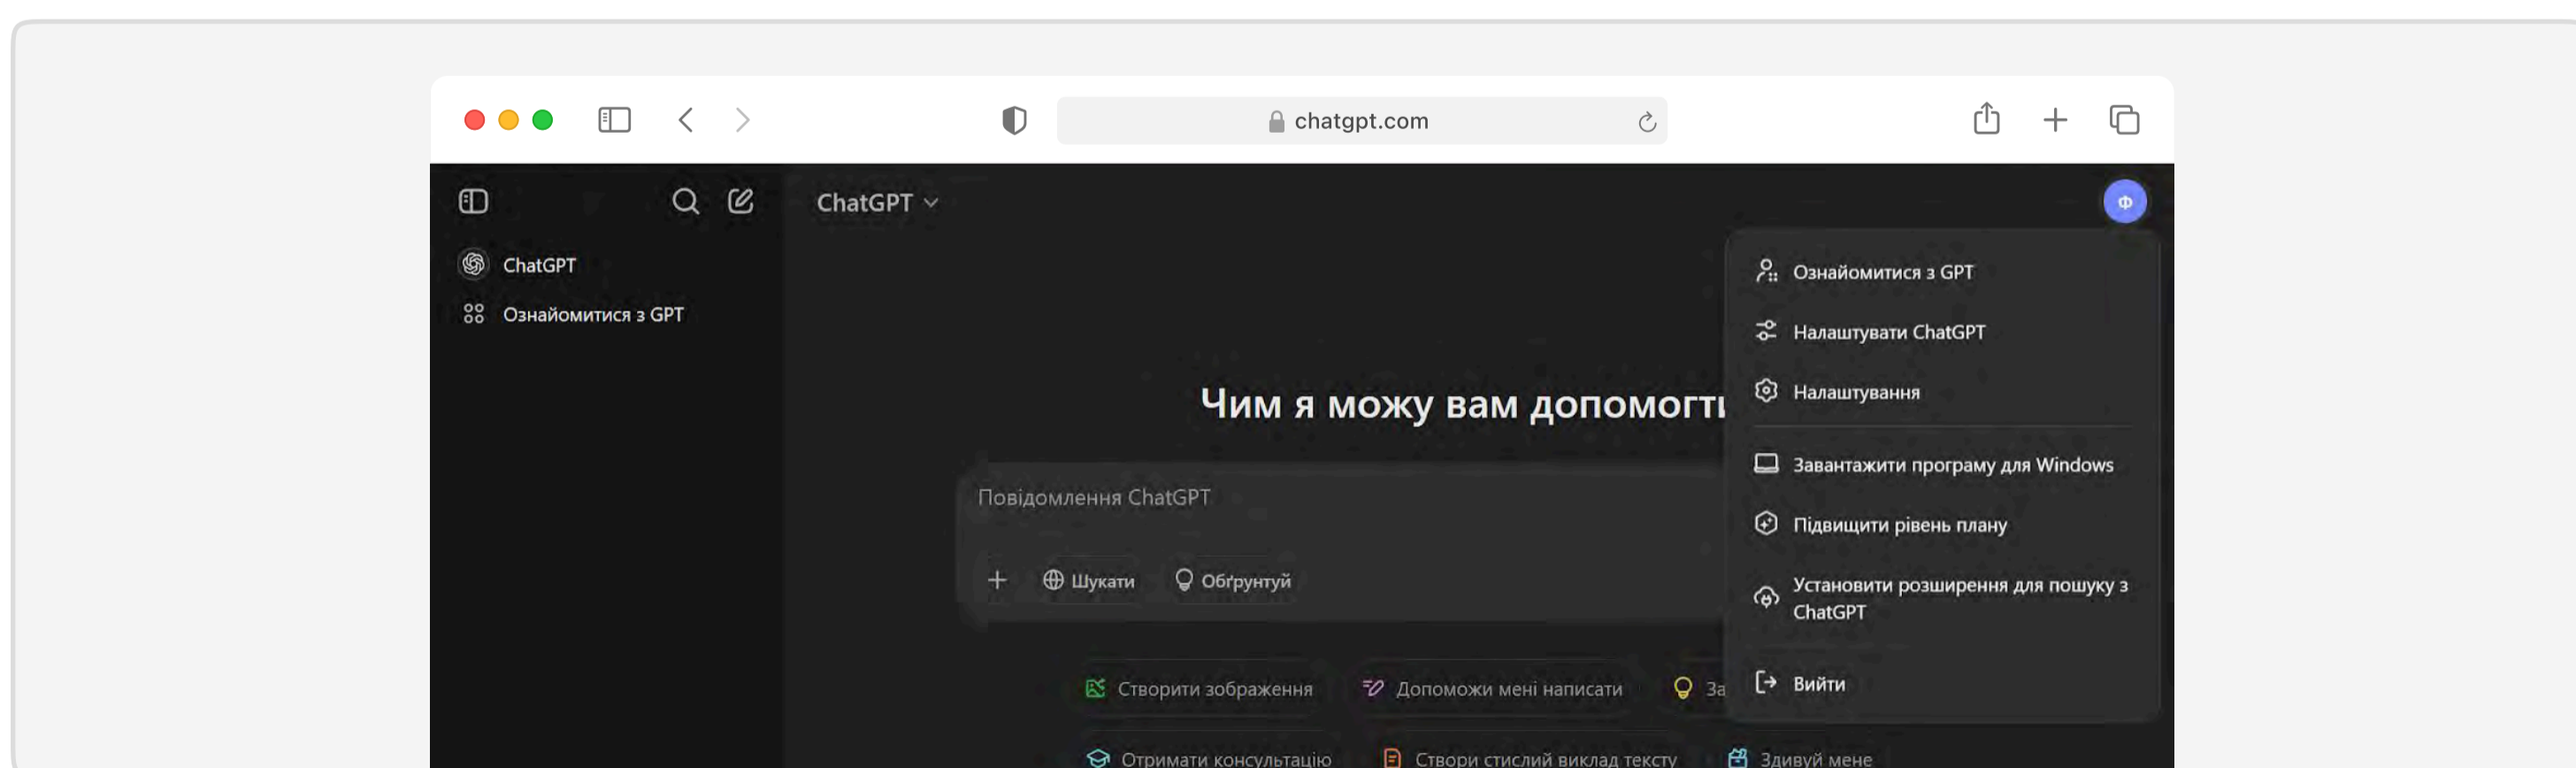 chatgpt.com
ChatGPT
Ф
ChatGPT
Ознайомитися з GPT
Чим я можу вам
Повідомлення ChatGPT
Шукати
Обґрунтуй
Створити зображення
Допоможи мені написати
Отримати консультацію
Створи стислий виклад тексту
Здивуй мене
Ознайомитися з GPT
Налаштувати ChatGPT
Налаштування
Завантажити програму для Windows
Підвищити рівень плану
Установити розширення для пошуку з
ChatGPT
Вийти